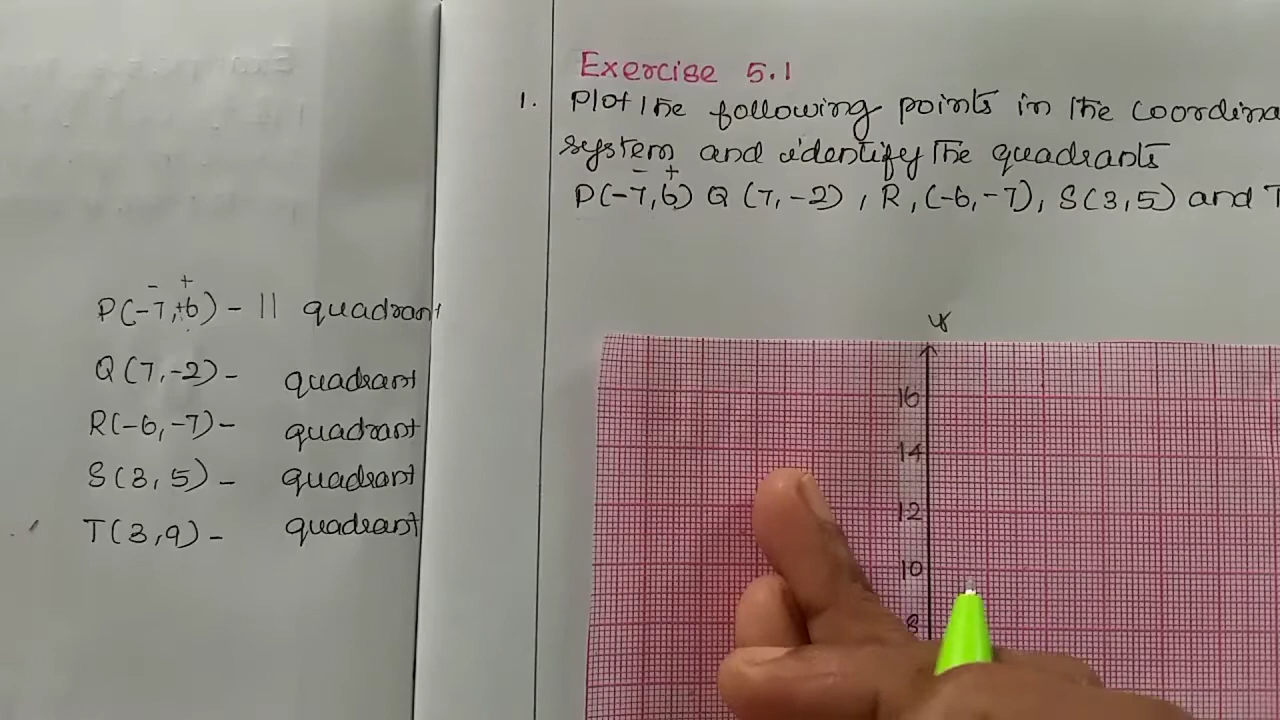 Exercise 5.1
1. Plot the following points in the coordina
system and identify the quadrants
- +
P(-7,6) Q (7,-2), R,(-6,-7), S(3,5) and T
- +
P(-7,+6) - II quadrant
Q (7,-2) - quadrant
R(-6,-7) - quadrant
S(3,5) - quadrant
T(3,9) - quadrant
16
14
12
10
8